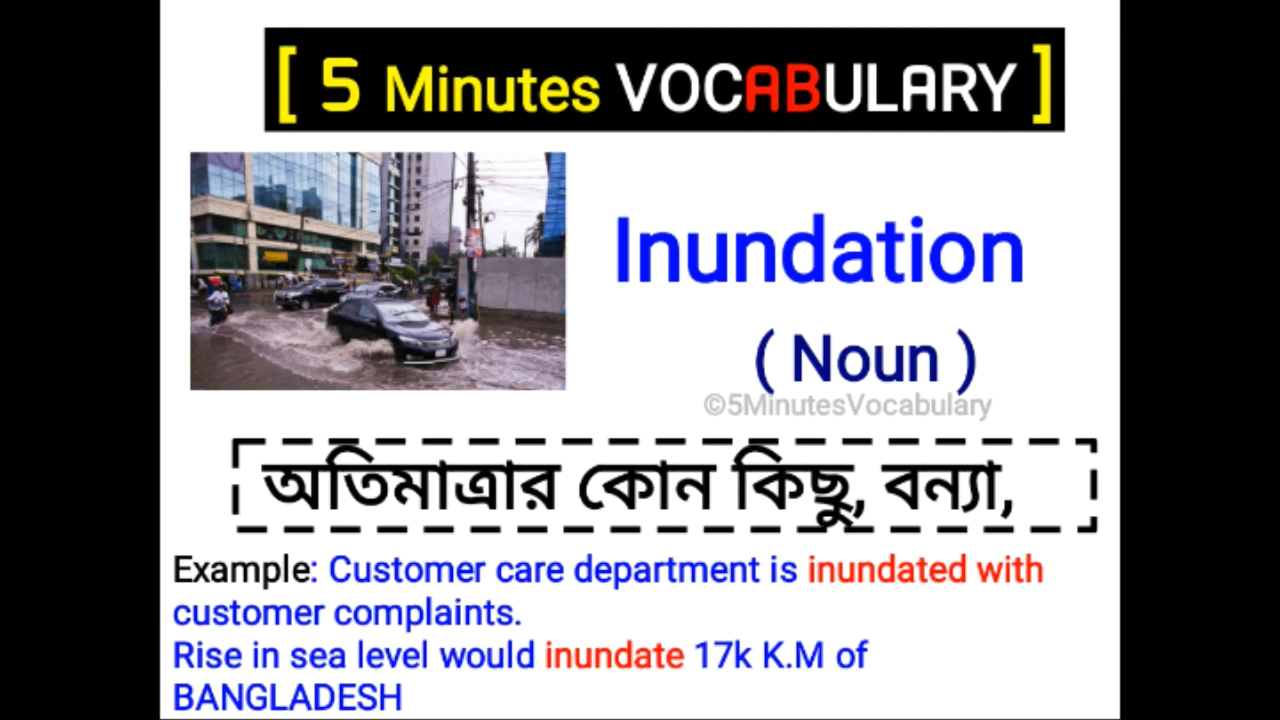 [ 5 Minutes VOCABULARY ]
Inundation
( Noun )
©5MinutesVocabulary
অতিমাত্রার কোন কিছু, বন্যা,
Example: Customer care department is inundated with
customer complaints.
Rise in sea level would inundate 17k K.M of
BANGLADESH